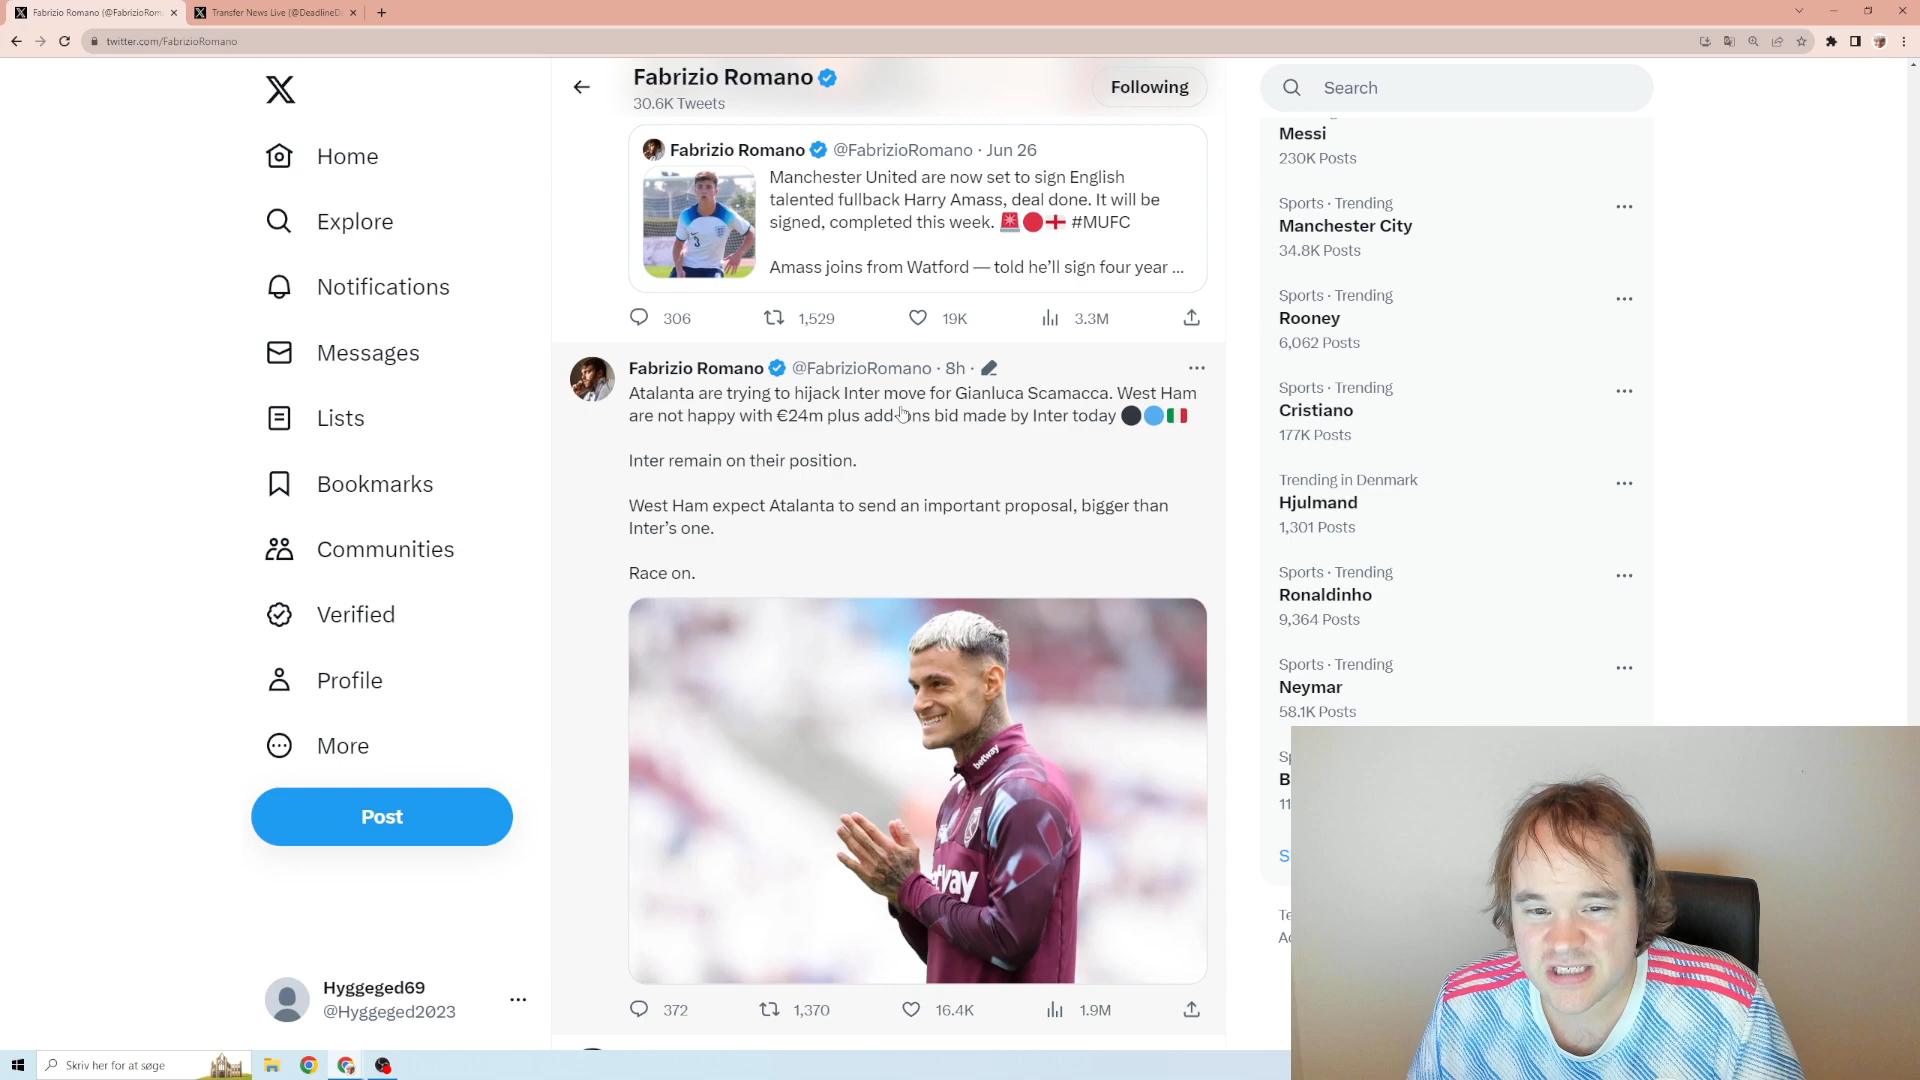 Fabrizio Romano (@FabrizioRom
Transfer News Live (@DeadlineD
twitter.com/FabrizioRomano
Home
Explore
Notifications
Messages
Lists
Bookmarks
Communities
Verified
Profile
More
Post
Hyggeged69
@Hyggeged2023
Fabrizio Romano
30.6K Tweets
Following
Fabrizio Romano @FabrizioRomano · Jun 26
Manchester United are now set to sign English
talented fullback Harry Amass, deal done. It will be
signed, completed this week. 🚨🔴🏴󠁧󠁢󠁥󠁮󠁧󠁿 #MUFC
Amass joins from Watford — told he'll sign four year ...
3
306
1,529
19K
3.3M
Fabrizio Romano @FabrizioRomano · 8h ·
Atalanta are trying to hijack Inter move for Gianluca Scamacca. West Ham
are not happy with €24m plus add-ons bid made by Inter today ⚫🔵🇮🇹
Inter remain on their position.
West Ham expect Atalanta to send an important proposal, bigger than
Inter's one.
Race on.
betway
372
1,370
16.4K
1.9M
Search
Messi
230K Posts
Sports · Trending
Manchester City
34.8K Posts
Sports · Trending
Rooney
6,062 Posts
Sports · Trending
Cristiano
177K Posts
Trending in Denmark
Hjulmand
1,301 Posts
Sports · Trending
Ronaldinho
9,364 Posts
Sports · Trending
Neymar
58.1K Posts
Skriv her for at søge